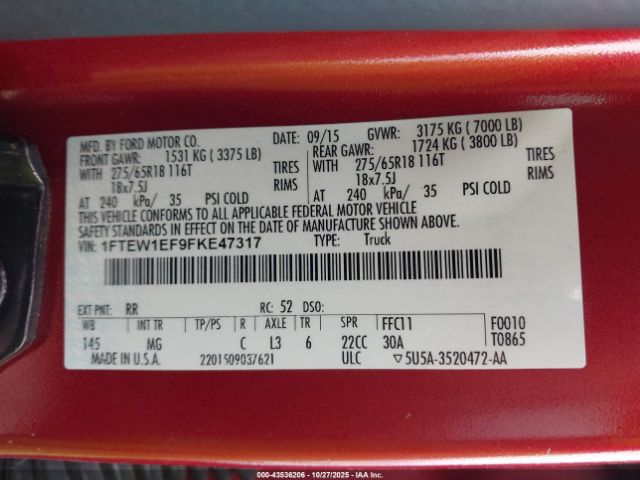 MFD. BY FORD MOTOR CO. DATE: 09/15 GVWR: 3175 KG ( 7000 LB)
FRONT GAWR: 1531 KG ( 3375 LB) REAR GAWR: 1724 KG ( 3800 LB)
WITH 275/65R18 116T TIRES WITH 275/65R18 116T TIRES
18x7.5J RIMS 18x7.5J RIMS
AT 240 kPa/ 35 PSI COLD AT 240 kPa/ 35 PSI COLD
THIS VEHICLE CONFORMS TO ALL APPLICABLE FEDERAL MOTOR VEHICLE
SAFETY STANDARDS IN EFFECT ON THE DATE OF MANUFACTURE SHOWN ABOVE.
VIN: 1FTEW1EF9FKE47317 TYPE: Truck
EXT PNT: RR RC: 52 DSO:
WB INT TR TP/PS R AXLE TR SPR FFC11 F0010
145 MG C L3 6 22CC 30A T0865
MADE IN U.S.A. 2201509037621 ULC ▽5U5A-3520472-AA
000-43536206 - 10/27/2025 - IAAI.com